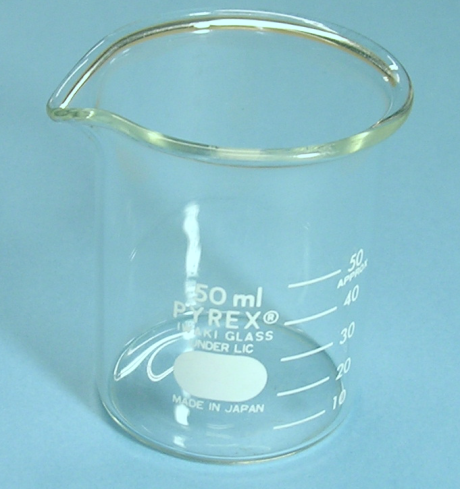 50 ml
PYREX®
IWAKI GLASS
UNDER LIC
MADE IN JAPAN
50
APPROX
40
30
20
10